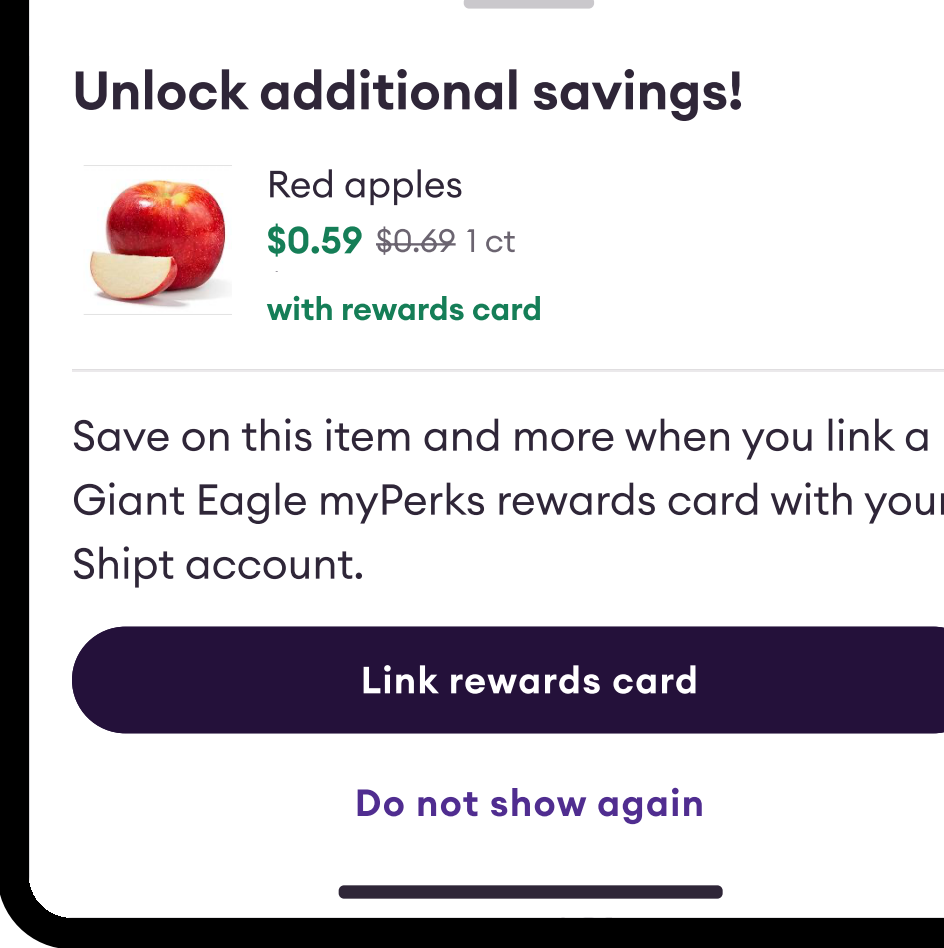 Unlock additional savings!
Red apples
$0.59 $0.69 1 ct
with rewards card
Save on this item and more when you link a
Giant Eagle myPerks rewards card with your
Shipt account.
Link rewards card
Do not show again